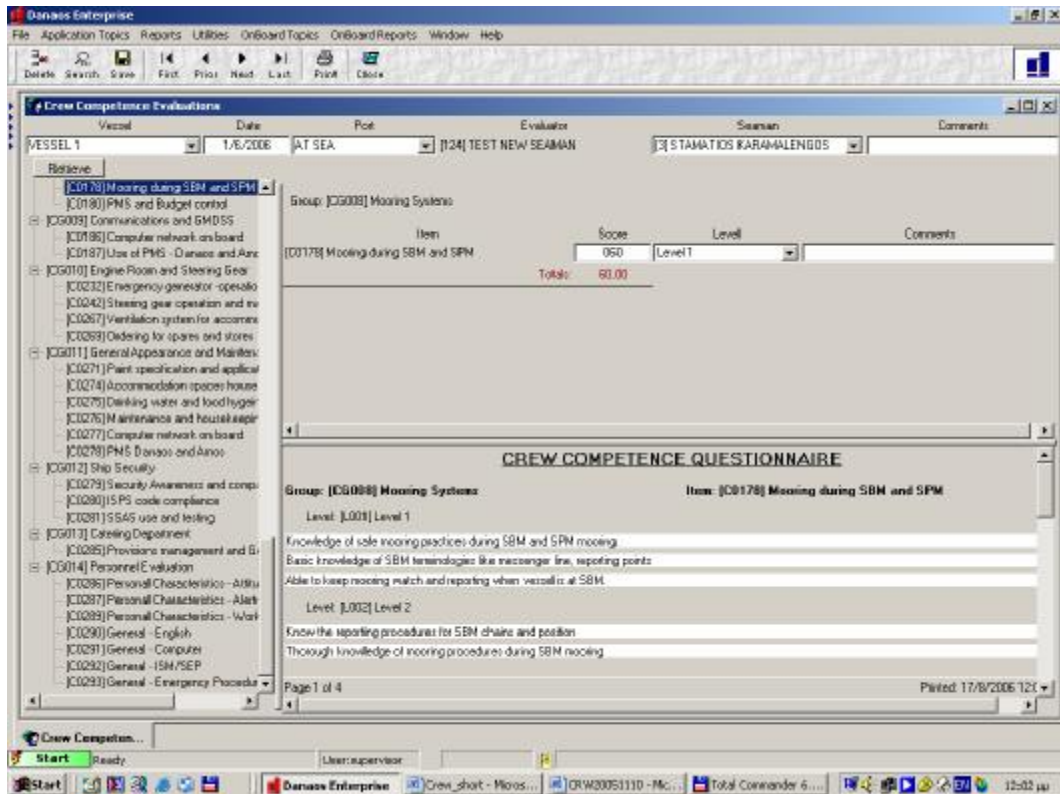 Danaos Enterprise
File Application Topics Reports Utilities OnBoard Topics OnBoard Reports Window Help
Delete Search Save First Prior Next Last Print Close
Crew Competence Evaluations
Vessel Date Port Evaluator Seaman Comments
VESSEL 1 1/6/2006 AT SEA [124] TEST NEW SEAMAN [3] STAMATIOS KARAMALENGOS
Retrieve
[C0178] Mooring during SBM and SPM
[C0180] PMS and Budget control
[CG009] Communications and GMDSS
[C0186] Computer network on board
[C0187] Use of PMS - Danaos and Amo
[CG010] Engine Room and Steering Gear
[C0232] Emergency generator -operatio
[C0242] Steering gear operation and ma
[C0267] Ventilation system for accommo
[C0269] Ordering for spares and stores
[CG011] General Appearance and Mainten
[C0271] Paint specification and applicat
[C0274] Accommodation spaces house
[C0275] Drinking water and food hygein
[C0276] Maintenance and housekeepin
[C0277] Computer network on board
[C0278] PMS Danaos and Amos
[CG012] Ship Security
[C0279] Security Awareness and comp
[C0280] ISPS code compliance
[C0281] SSAS use and testing
[CG013] Catering Department
[C0285] Provisions management and G
[CG014] Personnel Evaluation
[C0286] Personal Characteristics - Attitu
[C0287] Personal Characteristics - Alertn
[C0289] Personal Characteristics - Work
[C0290] General - English
[C0291] General - Computer
[C0292] General - ISM/SEP
[C0293] General - Emergency Procedur
Group: [CG008] Mooring Systems
Item Score Level Comments
[C0178] Mooring during SBM and SPM 060 Level 1
Totals: 60.00
CREW COMPETENCE QUESTIONNAIRE
Group: [CG008] Mooring Systems Item: [C0178] Mooring during SBM and SPM
Level: [L001] Level 1
Knowledge of safe mooring practices during SBM and SPM mooring.
Basic knowledge of SBM terminologies like messenger line, reporting points
Able to keep mooring watch and reporting when vessel is at SBM.
Level: [L002] Level 2
Know the reporting procedures for SBM chains and position
Thorough knowlledge of mooring procedures during SBM mooring
Page 1 of 4 Printed: 17/8/2006 12:0
Crew Competen...
Start Ready User: supervisor
Start Danaos Enterprise Crew_short - Micros... CRW20051110 - Mic... Total Commander 6.... 12:02 μμ